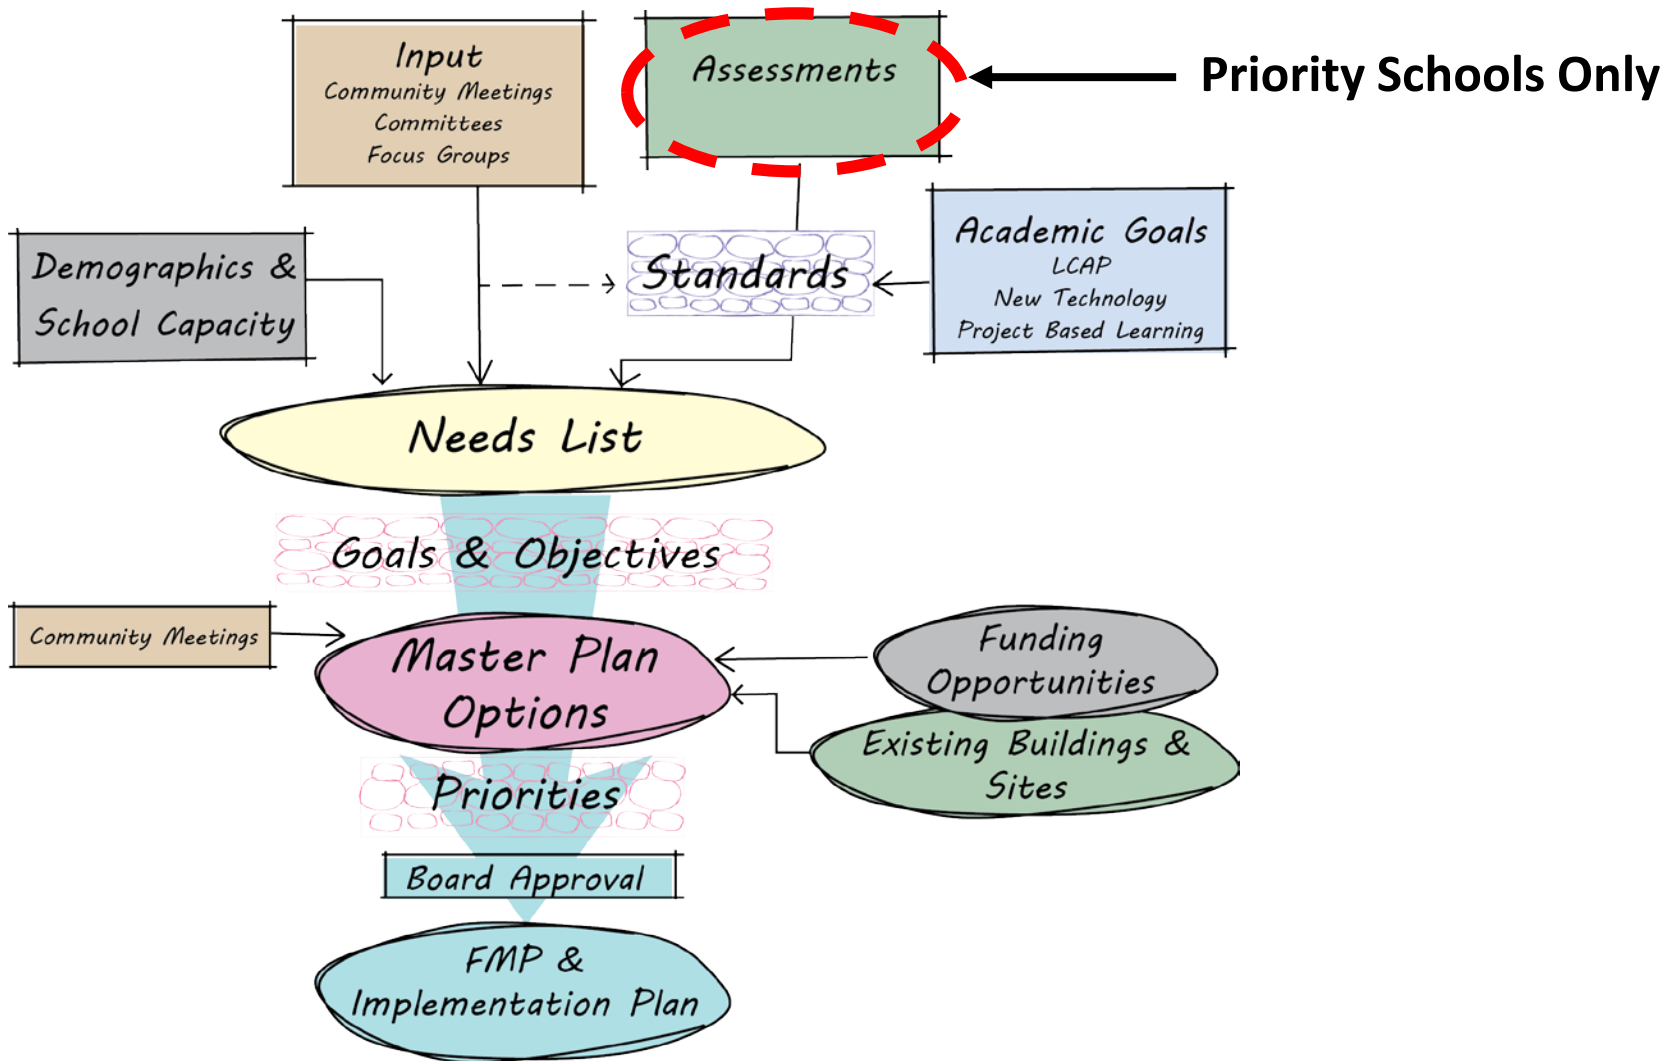 Input
Community Meetings
Committees
Focus Groups
Assessments
Priority Schools Only
Demographics &
School Capacity
Standards
Academic Goals
LCAP
New Technology
Project Based Learning
Needs List
Goals & Objectives
Community Meetings
Master Plan
Options
Funding
Opportunities
Existing Buildings &
Sites
Priorities
Board Approval
FMP &
Implementation Plan